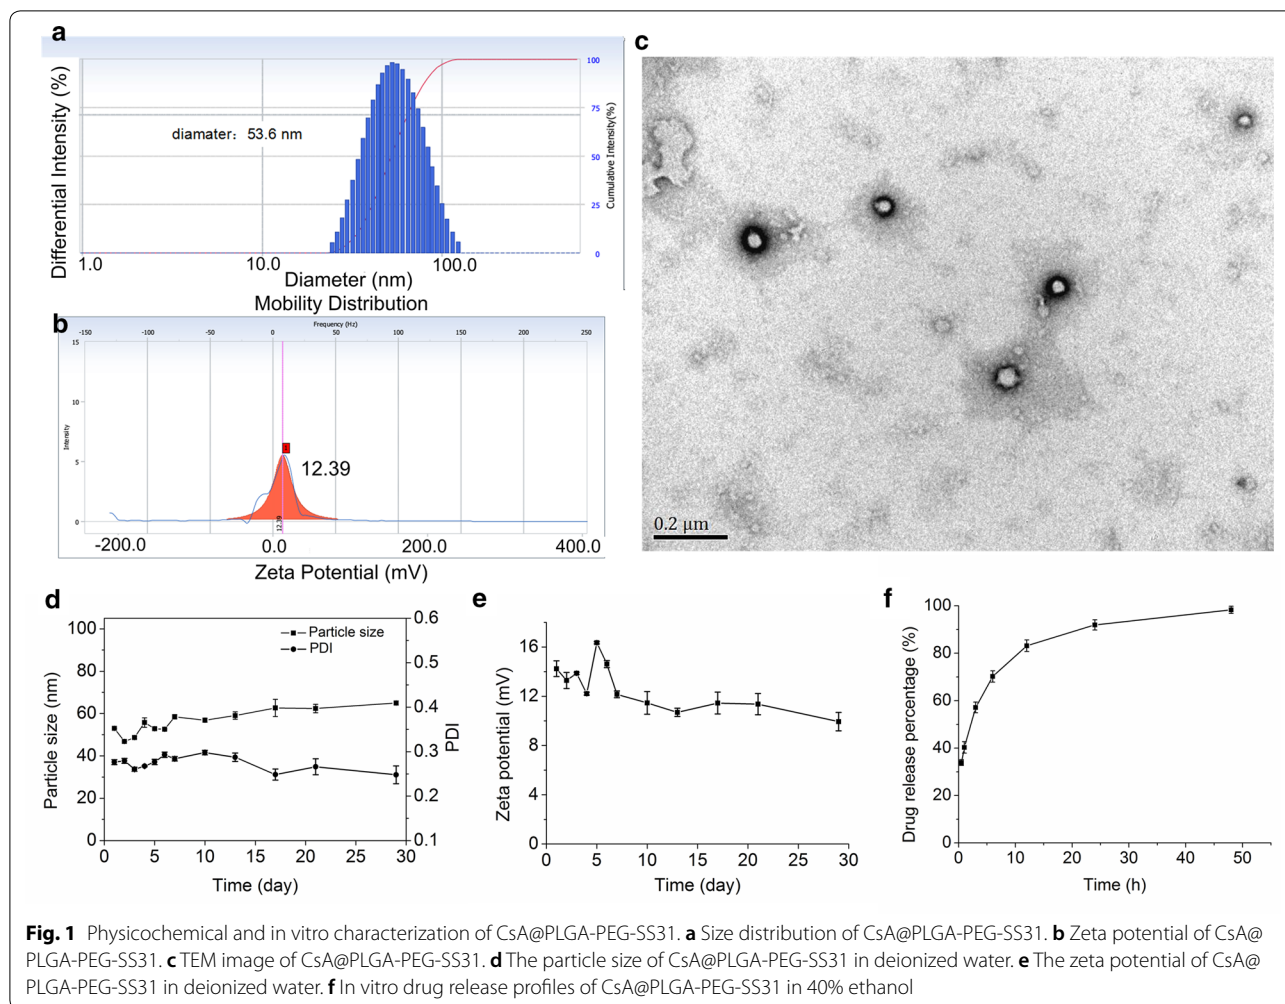 a
Differential Intensity (%)
diamater: 53.6 nm
100
75
50
25
0
Cumulative Intensity(%)
1.0 10.0 100.0
Diameter (nm)
Mobility Distribution
b
Frequency (Hz)
-150 -100 -50 0 50 100 150 200 250
15
10
5
0
Intensity
12.39
12.39
-200.0 0.0 200.0 400.0
Zeta Potential (mV)
c
0.2 μm
d
Particle size (nm)
100
80
60
40
20
0
Particle size
PDI
0.6
0.5
0.4
0.3
0.2
0.1
PDI
0 5 10 15 20 25 30
Time (day)
e
Zeta potential (mV)
16
12
8
4
0
0 5 10 15 20 25 30
Time (day)
f
Drug release percentage (%)
100
80
60
40
20
0
0 10 20 30 40 50
Time (h)
Fig. 1 Physicochemical and in vitro characterization of CsA@PLGA-PEG-SS31. a Size distribution of CsA@PLGA-PEG-SS31. b Zeta potential of CsA@
PLGA-PEG-SS31. c TEM image of CsA@PLGA-PEG-SS31. d The particle size of CsA@PLGA-PEG-SS31 in deionized water. e The zeta potential of CsA@
PLGA-PEG-SS31 in deionized water. f In vitro drug release profiles of CsA@PLGA-PEG-SS31 in 40% ethanol